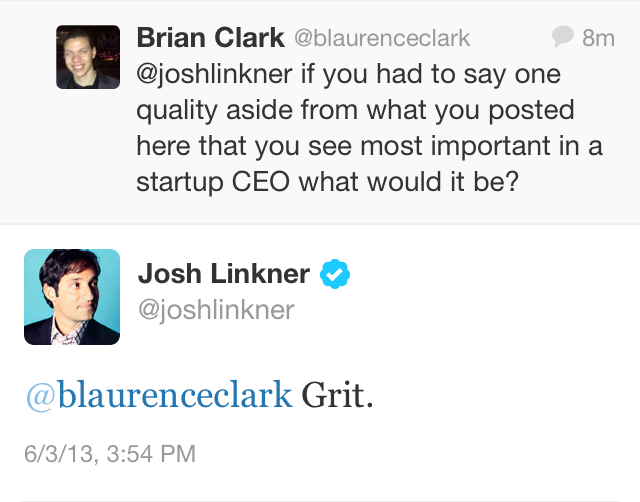 Brian Clark @blaurenceclark 8m
@joshlinkner if you had to say one
quality aside from what you posted
here that you see most important in a
startup CEO what would it be?
Josh Linkner
@joshlinkner
@blaurenceclark Grit.
6/3/13, 3:54 PM